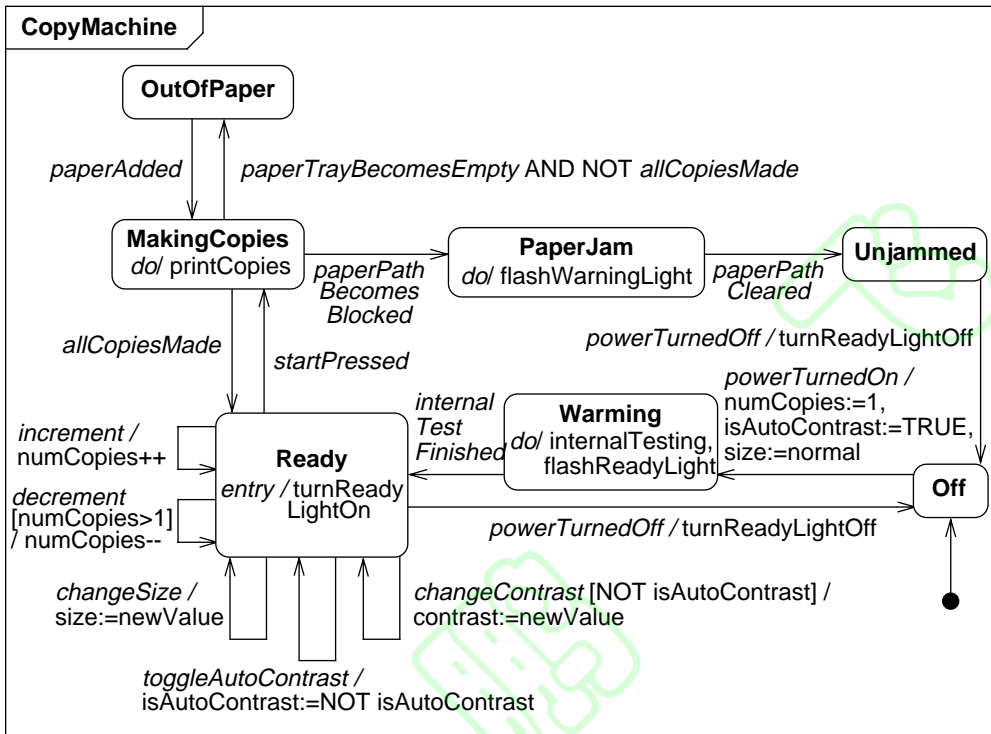 CopyMachine
OutOfPaper
paperAdded
paperTrayBecomesEmpty AND NOT allCopiesMade
MakingCopies
do/ printCopies
paperPath
Becomes
Blocked
PaperJam
do/ flashWarningLight
paperPath
Cleared
Unjammed
powerTurnedOff / turnReadyLightOff
allCopiesMade
startPressed
powerTurnedOn /
numCopies:=1,
isAutoContrast:=TRUE,
size:=normal
internal
Test
Finished
Warming
do/ internalTesting,
flashReadyLight
increment /
numCopies++
Ready
entry / turnReady
LightOn
decrement
[numCopies>1]
/ numCopies--
Off
powerTurnedOff / turnReadyLightOff
changeSize /
size:=newValue
changeContrast [NOT isAutoContrast] /
contrast:=newValue
toggleAutoContrast /
isAutoContrast:=NOT isAutoContrast